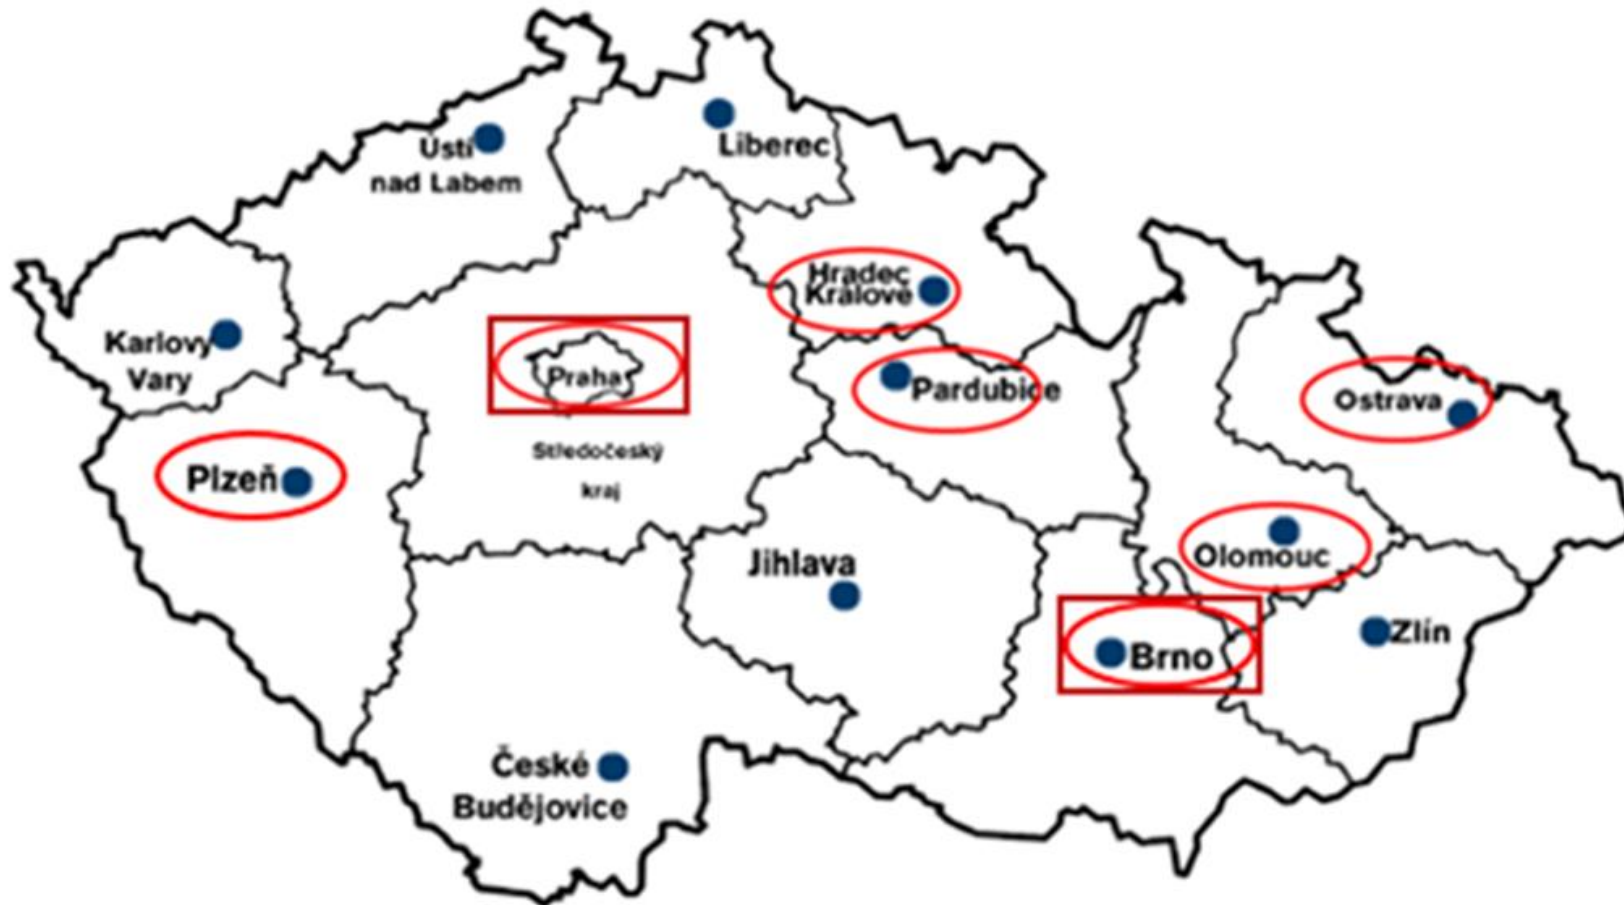 Liberec
Ústí
nad Labem
Hradec
Králové
Karlovy
Vary
Praha
Pardubice
Ostrava
Středočeský
kraj
Plzeň
Olomouc
Jihlava
Zlín
Brno
České
Budějovice